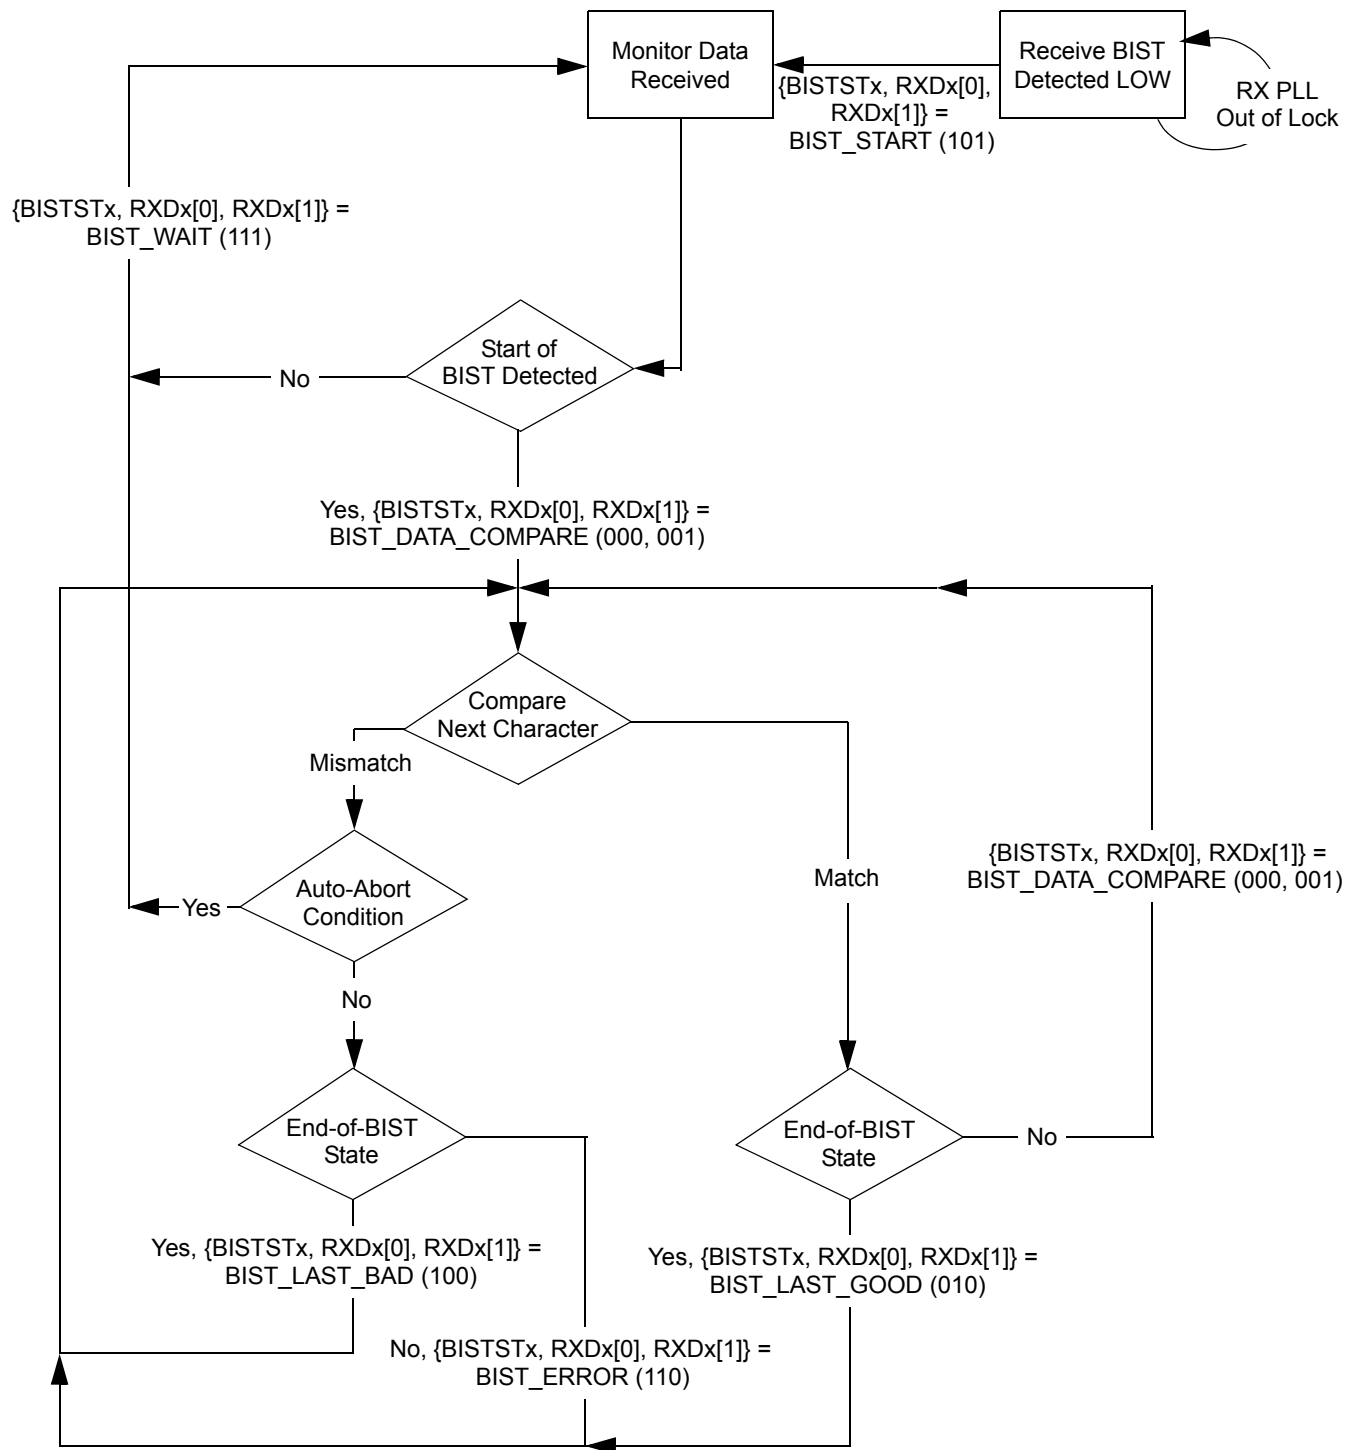 Monitor Data
Received
Receive BIST
Detected LOW
RX PLL
Out of Lock
{BISTSTx, RXDx[0],
RXDx[1]} =
BIST_START (101)
{BISTSTx, RXDx[0], RXDx[1]} =
BIST_WAIT (111)
Start of
BIST Detected
No
Yes, {BISTSTx, RXDx[0], RXDx[1]} =
BIST_DATA_COMPARE (000, 001)
Compare
Next Character
Mismatch
Match
{BISTSTx, RXDx[0], RXDx[1]} =
BIST_DATA_COMPARE (000, 001)
Auto-Abort
Condition
Yes
No
End-of-BIST
State
End-of-BIST
State
No
Yes, {BISTSTx, RXDx[0], RXDx[1]} =
BIST_LAST_BAD (100)
Yes, {BISTSTx, RXDx[0], RXDx[1]} =
BIST_LAST_GOOD (010)
No, {BISTSTx, RXDx[0], RXDx[1]} =
BIST_ERROR (110)